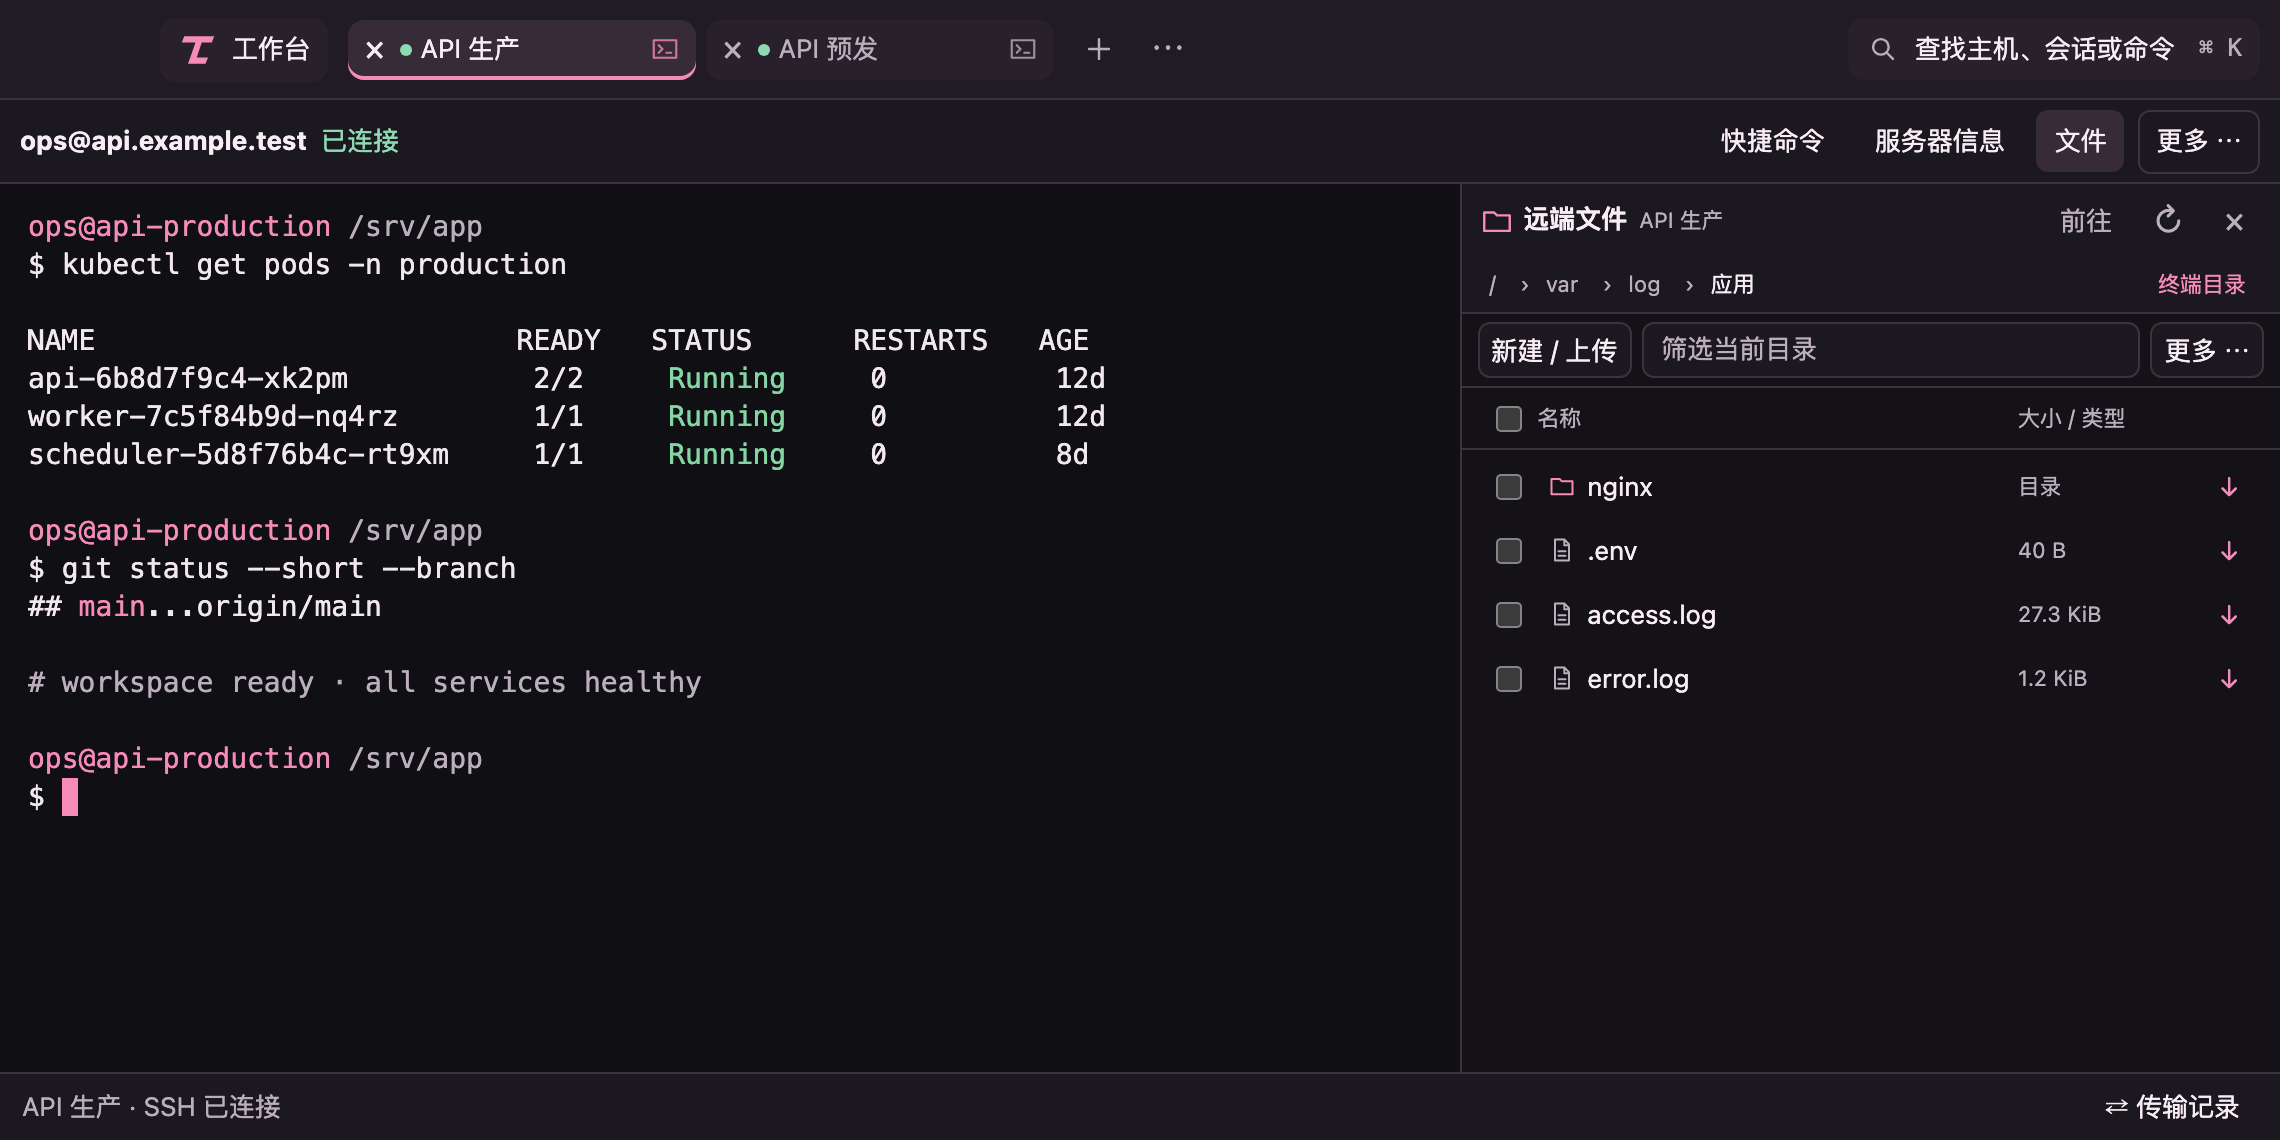 工作台
API 生产
API 预发
查找主机、会话或命令 ⌘ K
ops@api.example.test 已连接
快捷命令
服务器信息
文件
更多 ···
ops@api-production /srv/app
$ kubectl get pods -n production
NAME READY STATUS RESTARTS AGE
api-6b8d7f9c4-xk2pm 2/2 Running 0 12d
worker-7c5f84b9d-nq4rz 1/1 Running 0 12d
scheduler-5d8f76b4c-rt9xm 1/1 Running 0 8d
ops@api-production /srv/app
$ git status --short --branch
## main...origin/main
# workspace ready · all services healthy
ops@api-production /srv/app
$
远端文件 API 生产
前往
/ › var › log › 应用
终端目录
新建 / 上传
筛选当前目录
更多 ···
名称 大小 / 类型
nginx 目录
.env 40 B
access.log 27.3 KiB
error.log 1.2 KiB
API 生产 · SSH 已连接
⇄ 传输记录